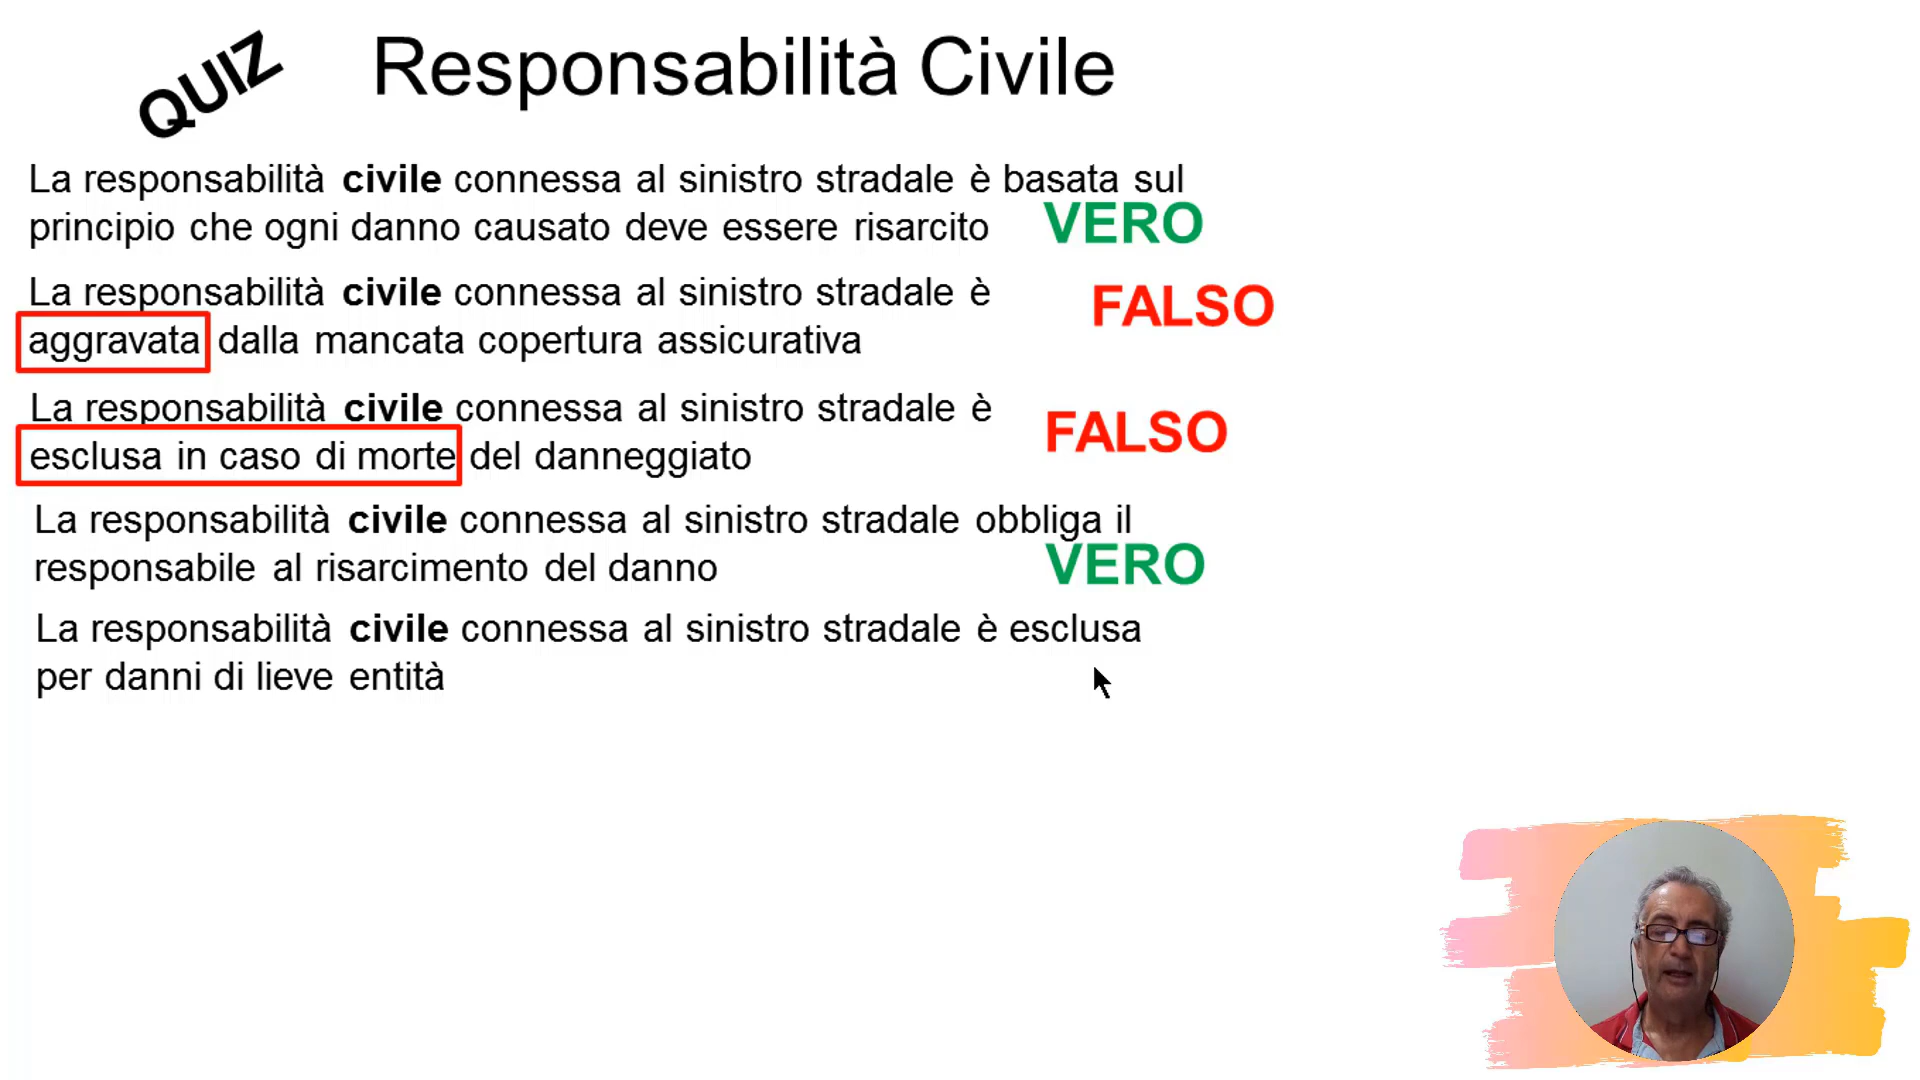 QUIZ
Responsabilità Civile
La responsabilità civile connessa al sinistro stradale è basata sul
principio che ogni danno causato deve essere risarcito
VERO
La responsabilità civile connessa al sinistro stradale è
aggravata dalla mancata copertura assicurativa
FALSO
La responsabilità civile connessa al sinistro stradale è
esclusa in caso di morte del danneggiato
FALSO
La responsabilità civile connessa al sinistro stradale obbliga il
responsabile al risarcimento del danno
VERO
La responsabilità civile connessa al sinistro stradale è esclusa
per danni di lieve entità